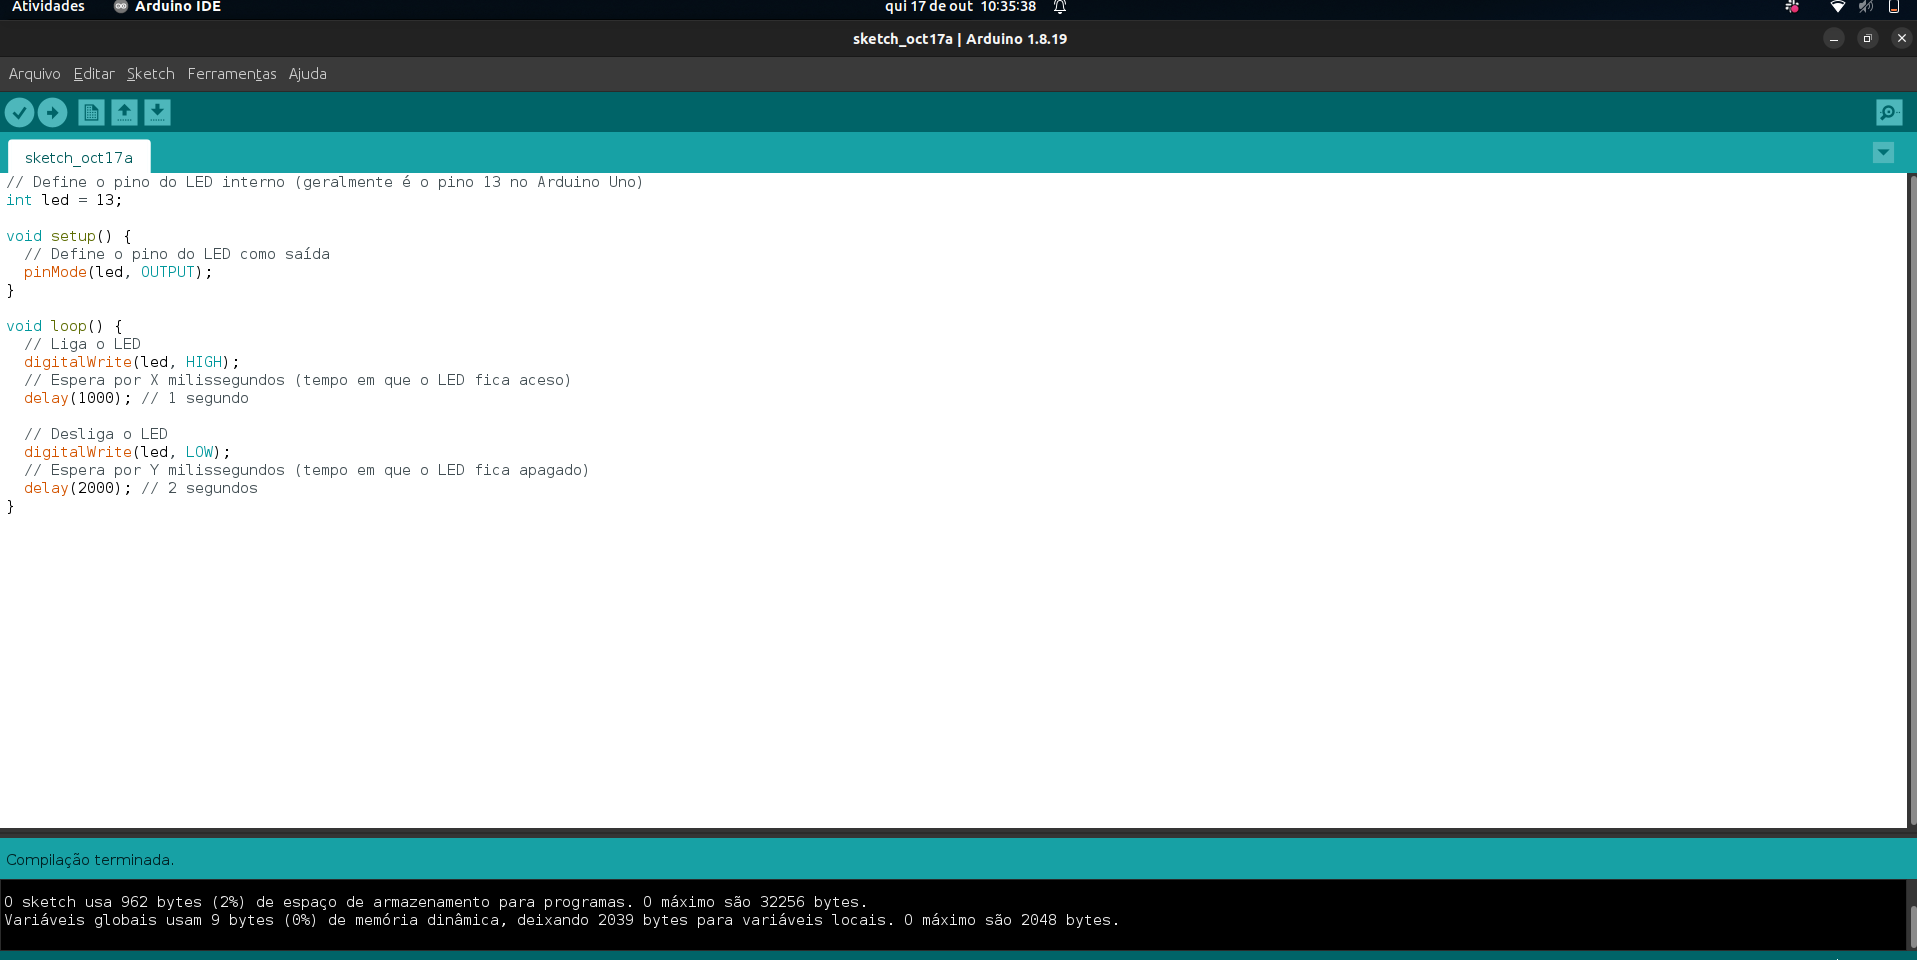 Atividades Arduino IDE qui 17 de out 10:35:38
sketch_oct17a | Arduino 1.8.19
Arquivo Editar Sketch Ferramentas Ajuda
sketch_oct17a
// Define o pino do LED interno (geralmente é o pino 13 no Arduino Uno)
int led = 13;
void setup() {
// Define o pino do LED como saída
pinMode(led, OUTPUT);
}
void loop() {
// Liga o LED
digitalWrite(led, HIGH);
// Espera por X milissegundos (tempo em que o LED fica aceso)
delay(1000); // 1 segundo
// Desliga o LED
digitalWrite(led, LOW);
// Espera por Y milissegundos (tempo em que o LED fica apagado)
delay(2000); // 2 segundos
}
Compilação terminada.
O sketch usa 962 bytes (2%) de espaço de armazenamento para programas. O máximo são 32256 bytes.
Variáveis globais usam 9 bytes (0%) de memória dinâmica, deixando 2039 bytes para variáveis locais. O máximo são 2048 bytes.